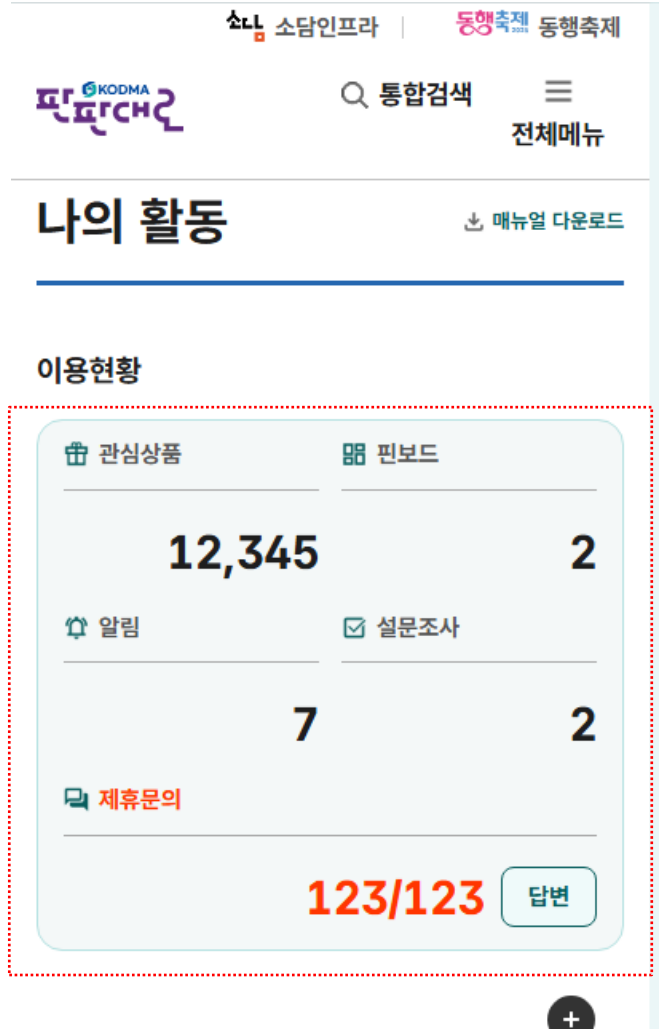 소담 소담인프라 동행축제 2025 동행축제
KODMA
판판대로
통합검색
전체메뉴
나의 활동
매뉴얼 다운로드
이용현황
관심상품 핀보드
12,345 2
알림 설문조사
7 2
제휴문의
123/123 답변
+